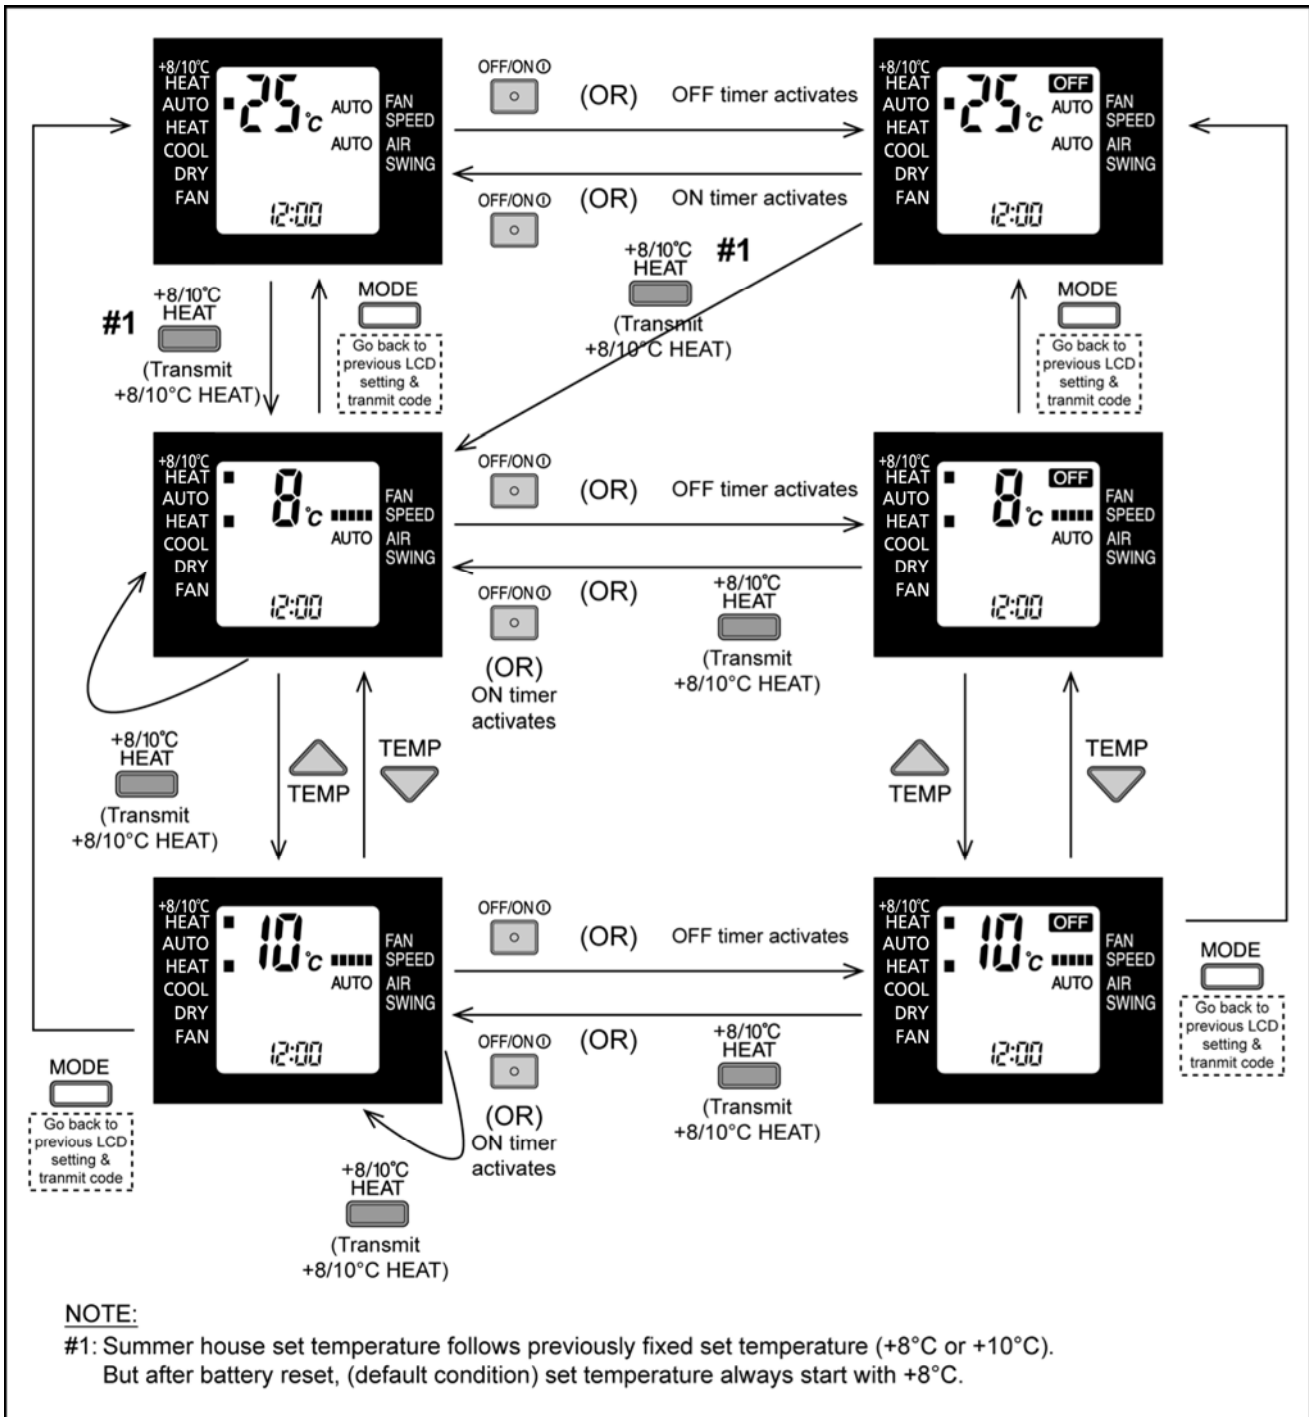 +8/10°C
HEAT
AUTO
HEAT
COOL
DRY
FAN
25°C
AUTO
AUTO
FAN
SPEED
AIR
SWING
12:00
OFF/ON
(OR) OFF timer activates
OFF/ON
(OR) ON timer activates
+8/10°C
HEAT
AUTO
HEAT
COOL
DRY
FAN
25°C
OFF
AUTO
AUTO
FAN
SPEED
AIR
SWING
12:00
#1
+8/10°C
HEAT
(Transmit
+8/10°C HEAT)
MODE
Go back to
previous LCD
setting &
tranmit code
+8/10°C
HEAT
#1
(Transmit
+8/10°C HEAT)
MODE
Go back to
previous LCD
setting &
tranmit code
+8/10°C
HEAT
AUTO
HEAT
COOL
DRY
FAN
8°C
AUTO
FAN
SPEED
AIR
SWING
12:00
OFF/ON
(OR) OFF timer activates
OFF/ON
(OR)
(OR)
ON timer
activates
+8/10°C
HEAT
(Transmit
+8/10°C HEAT)
+8/10°C
HEAT
AUTO
HEAT
COOL
DRY
FAN
8°C
OFF
AUTO
FAN
SPEED
AIR
SWING
12:00
+8/10°C
HEAT
(Transmit
+8/10°C HEAT)
TEMP
TEMP
TEMP
TEMP
+8/10°C
HEAT
AUTO
HEAT
COOL
DRY
FAN
10°C
AUTO
FAN
SPEED
AIR
SWING
12:00
OFF/ON
(OR) OFF timer activates
OFF/ON
(OR)
(OR)
ON timer
activates
+8/10°C
HEAT
(Transmit
+8/10°C HEAT)
+8/10°C
HEAT
AUTO
HEAT
COOL
DRY
FAN
10°C
OFF
AUTO
FAN
SPEED
AIR
SWING
12:00
MODE
Go back to
previous LCD
setting &
tranmit code
MODE
Go back to
previous LCD
setting &
tranmit code
+8/10°C
HEAT
(Transmit
+8/10°C HEAT)
NOTE:
#1: Summer house set temperature follows previously fixed set temperature (+8°C or +10°C).
But after battery reset, (default condition) set temperature always start with +8°C.